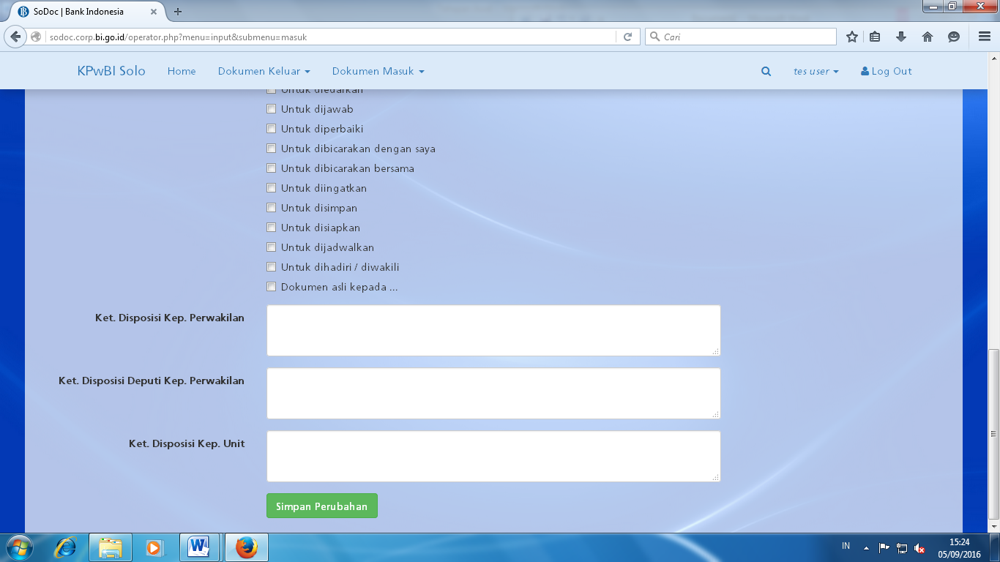 SoDoc | Bank Indonesia
sodoc.corp.bi.go.id/operator.php?menu=input&submenu=masuk
Cari
KPwBI Solo Home Dokumen Keluar Dokumen Masuk tes user Log Out
Untuk diedarkan
Untuk dijawab
Untuk diperbaiki
Untuk dibicarakan dengan saya
Untuk dibicarakan bersama
Untuk diingatkan
Untuk disimpan
Untuk disiapkan
Untuk dijadwalkan
Untuk dihadiri / diwakili
Dokumen asli kepada ...
Ket. Disposisi Kep. Perwakilan
Ket. Disposisi Deputi Kep. Perwakilan
Ket. Disposisi Kep. Unit
Simpan Perubahan
IN
15:24
05/09/2016